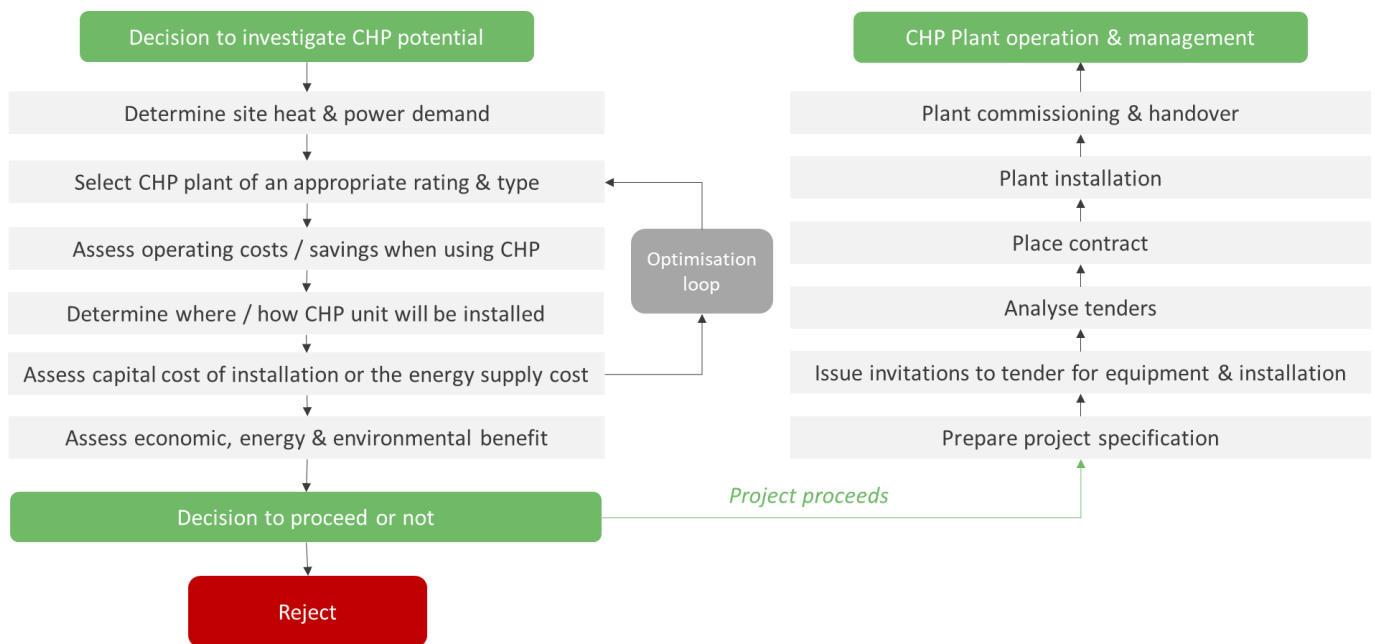 Decision to investigate CHP potential
Determine site heat & power demand
Select CHP plant of an appropriate rating & type
Assess operating costs / savings when using CHP
Determine where / how CHP unit will be installed
Assess capital cost of installation or the energy supply cost
Assess economic, energy & environmental benefit
Decision to proceed or not
Reject
Optimisation
loop
Project proceeds
CHP Plant operation & management
Plant commissioning & handover
Plant installation
Place contract
Analyse tenders
Issue invitations to tender for equipment & installation
Prepare project specification